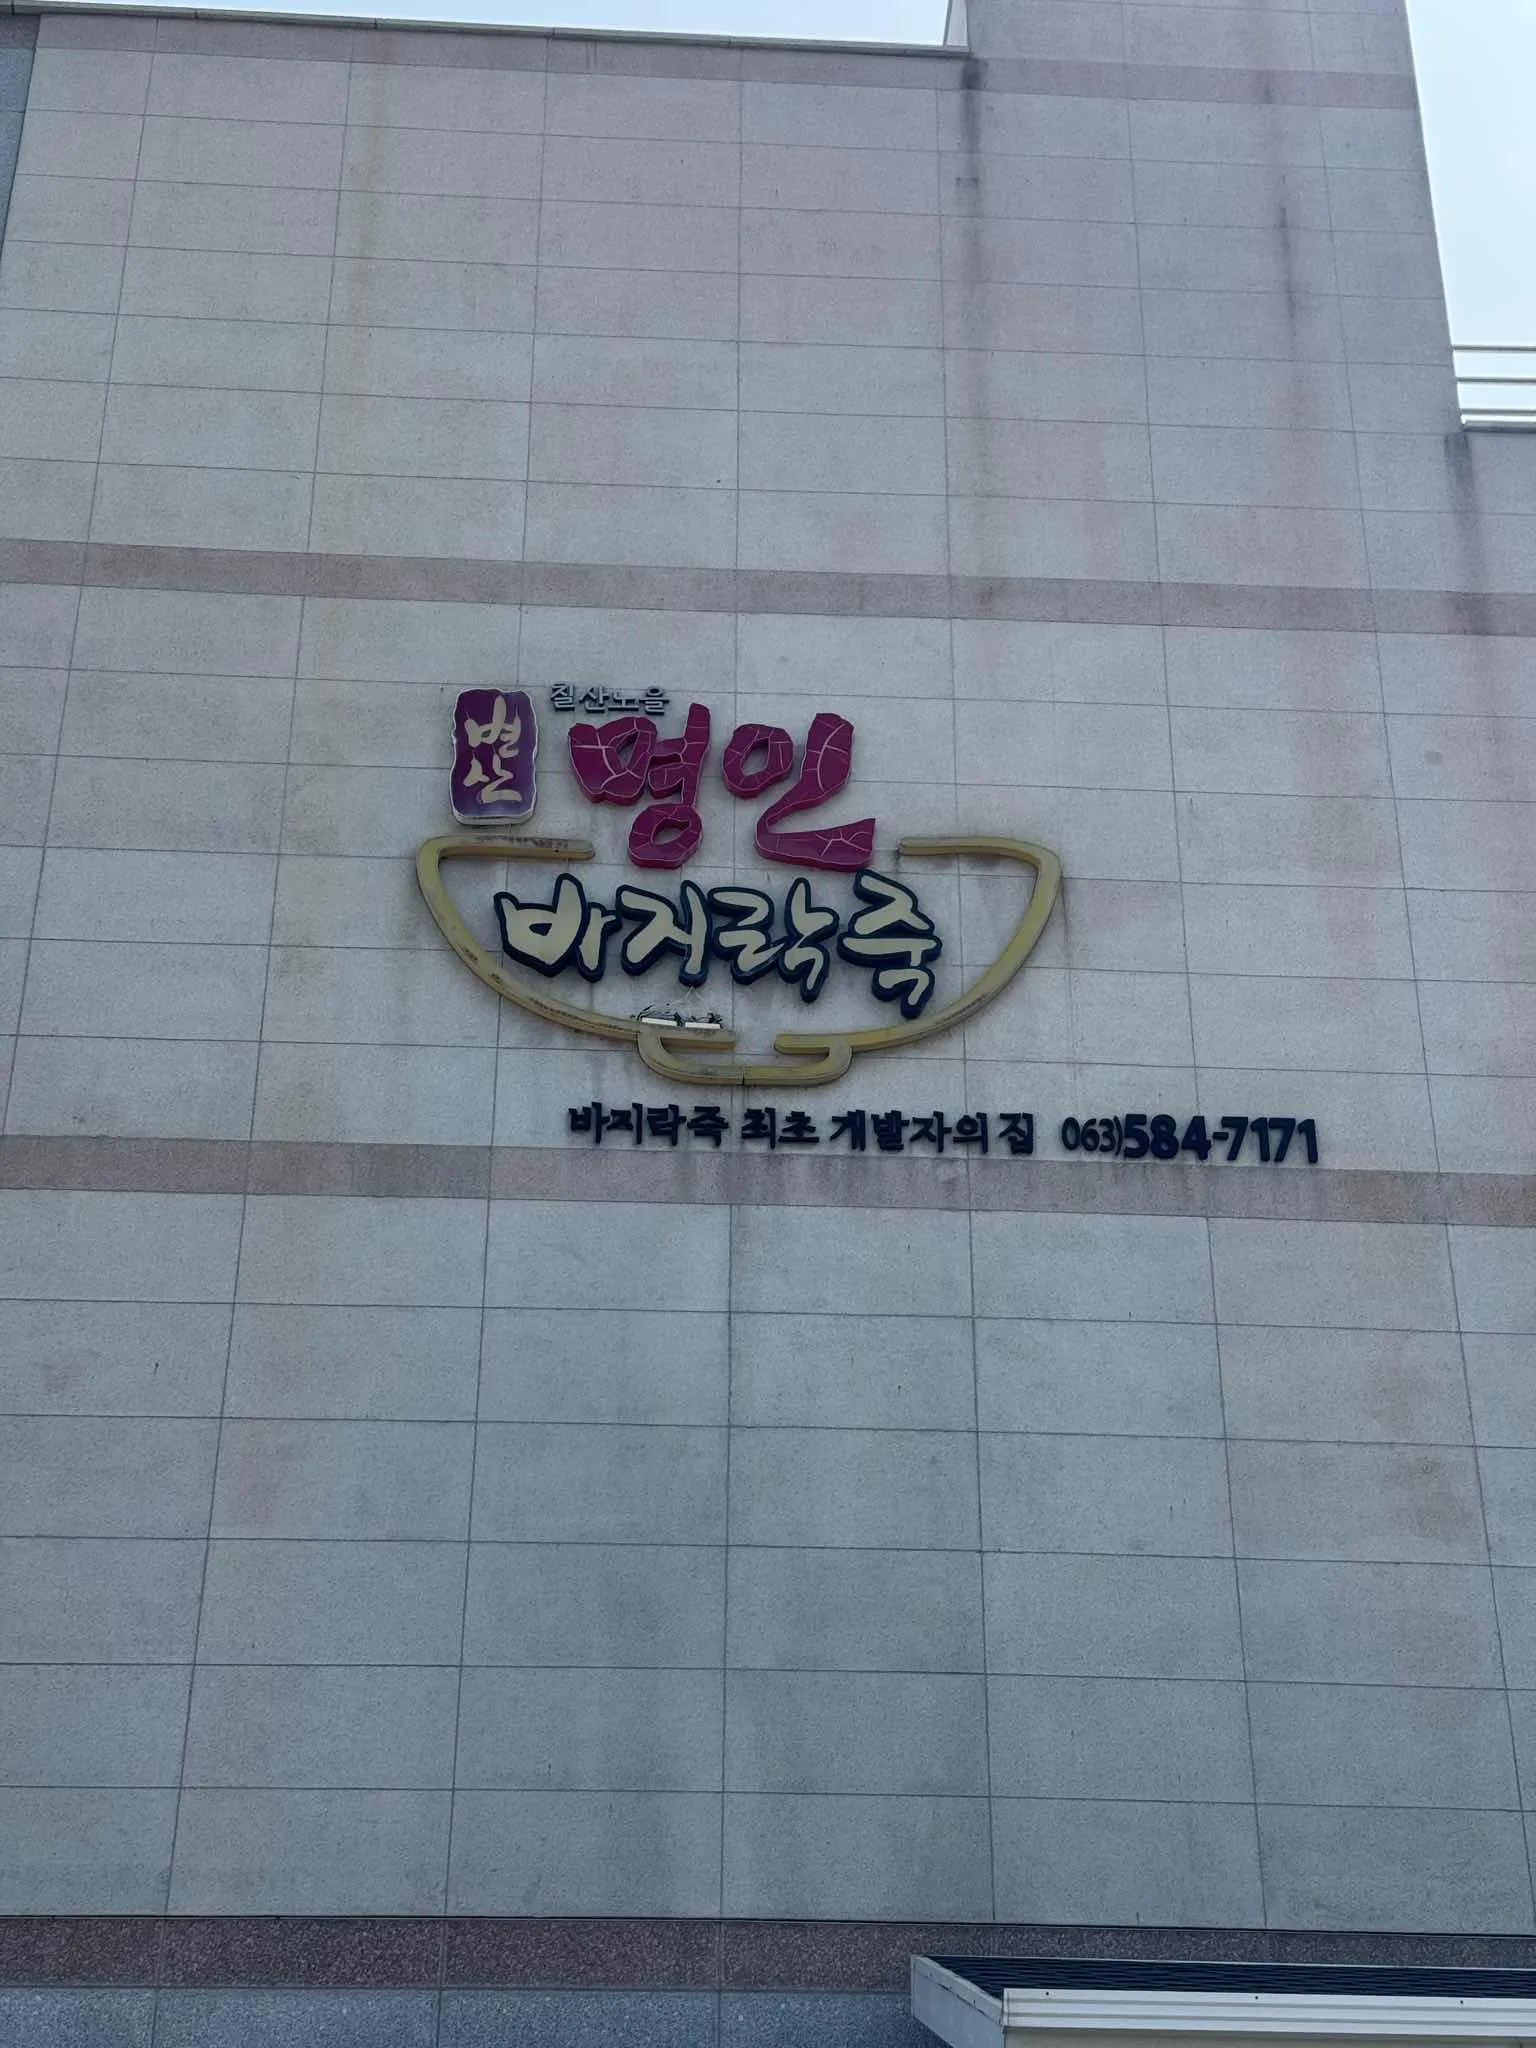 변산
칠산노을
명인
바지락죽
바지락죽 최초 개발자의 집 063)584-7171